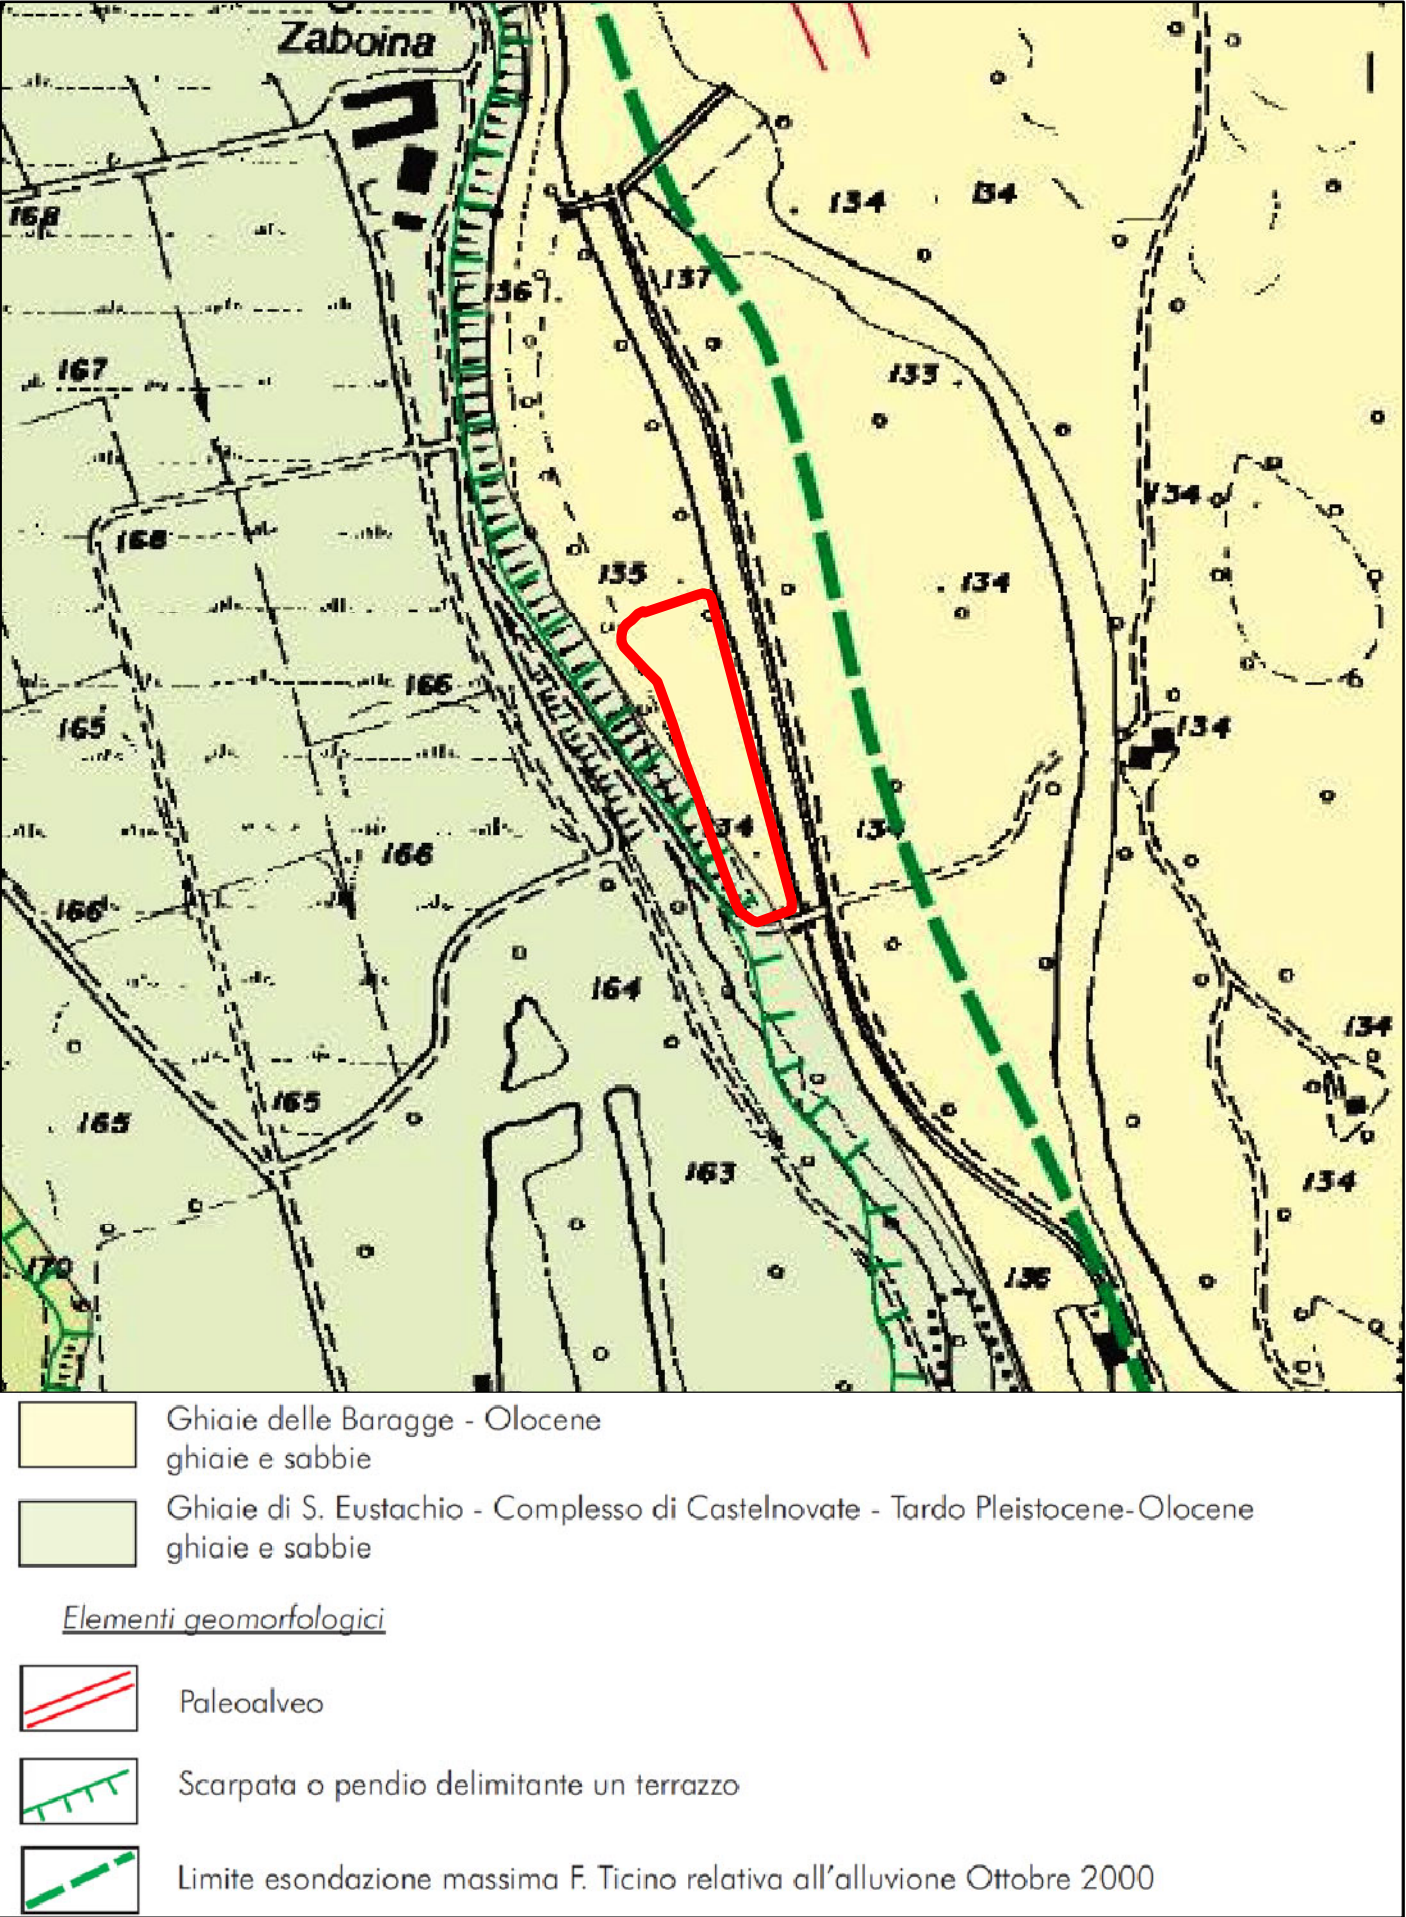 Zaboina
168
134
134
136
137
167
133
134
168
135
134
166
165
134
134
134
166
166
164
134
165
165
163
134
170
136
Ghiaie delle Baragge - Olocene
ghiaie e sabbie
Ghiaie di S. Eustachio - Complesso di Castelnovate - Tardo Pleistocene-Olocene
ghiaie e sabbie
Elementi geomorfologici
Paleoalveo
Scarpata o pendio delimitante un terrazzo
Limite esondazione massima F. Ticino relativa all'alluvione Ottobre 2000